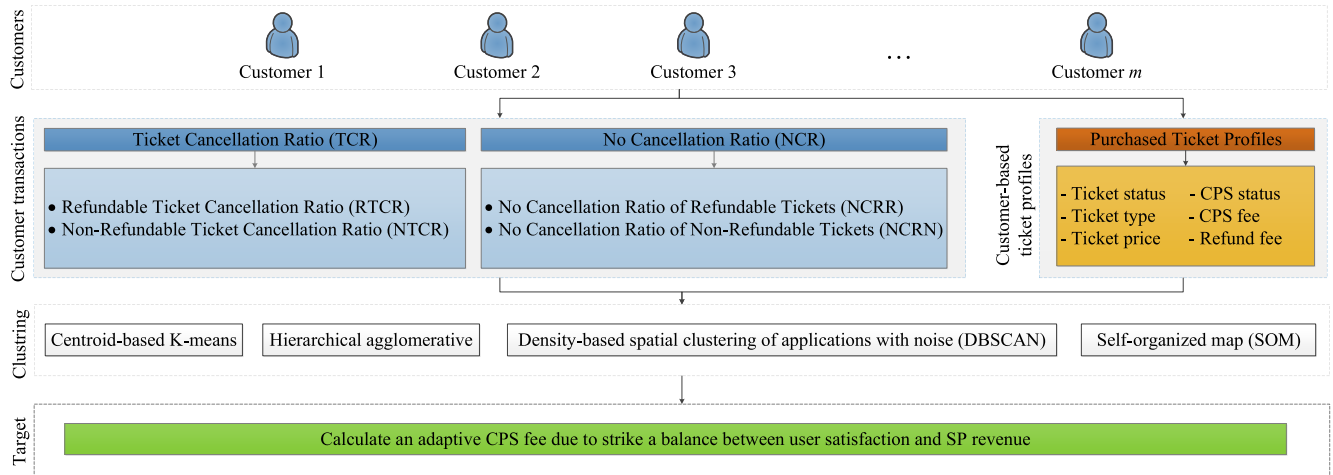 Customers
Customer 1
Customer 2
Customer 3
...
Customer m
Customer transactions
Ticket Cancellation Ratio (TCR)
● Refundable Ticket Cancellation Ratio (RTCR)
● Non-Refundable Ticket Cancellation Ratio (NTCR)
No Cancellation Ratio (NCR)
● No Cancellation Ratio of Refundable Tickets (NCRR)
● No Cancellation Ratio of Non-Refundable Tickets (NCRN)
Customer-based
ticket profiles
Purchased Ticket Profiles
- Ticket status
- Ticket type
- Ticket price
- CPS status
- CPS fee
- Refund fee
Clustring
Centroid-based K-means
Hierarchical agglomerative
Density-based spatial clustering of applications with noise (DBSCAN)
Self-organized map (SOM)
Target
Calculate an adaptive CPS fee due to strike a balance between user satisfaction and SP revenue